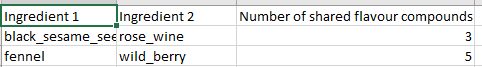 Ingredient 1 Ingredient 2 Number of shared flavour compounds
black_sesame_see rose_wine 3
fennel wild_berry 5